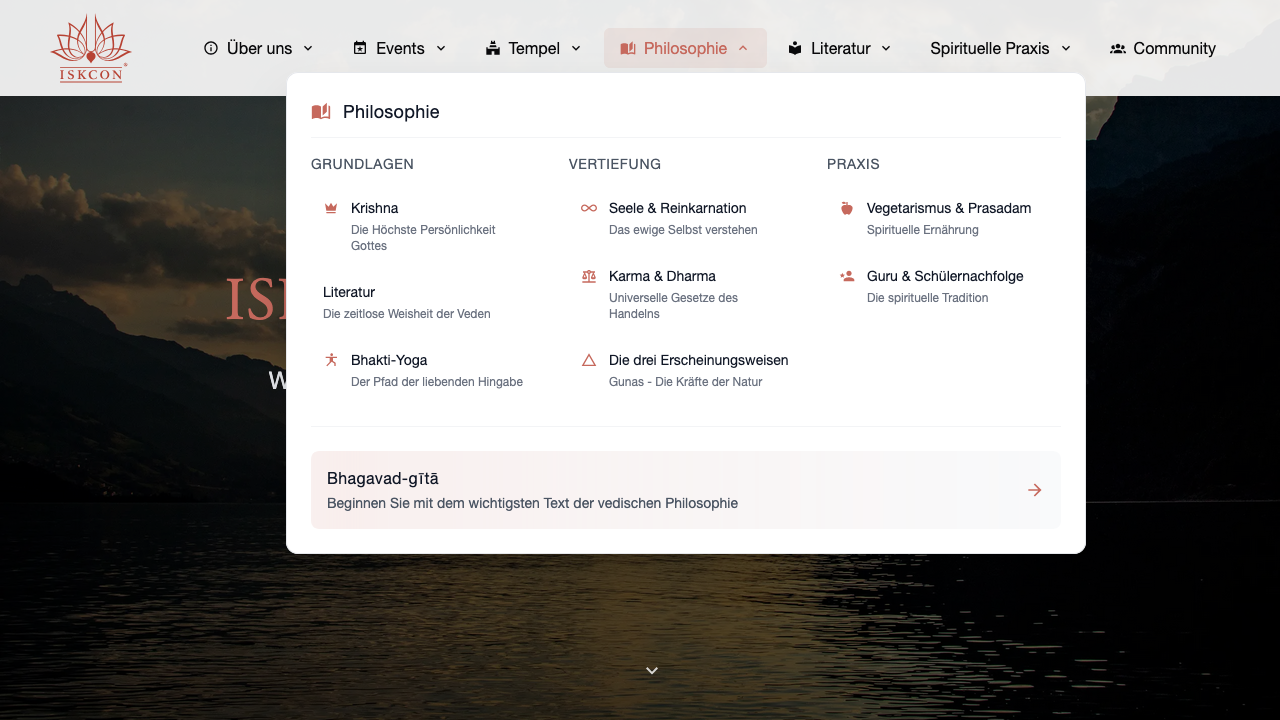 ISKCON®
Über uns
Events
Tempel
Philosophie
Literatur
Spirituelle Praxis
Community
Philosophie
GRUNDLAGEN
Krishna
Die Höchste Persönlichkeit
Gottes
Literatur
Die zeitlose Weisheit der Veden
Bhakti-Yoga
Der Pfad der liebenden Hingabe
VERTIEFUNG
Seele & Reinkarnation
Das ewige Selbst verstehen
Karma & Dharma
Universelle Gesetze des
Handelns
Die drei Erscheinungsweisen
Gunas - Die Kräfte der Natur
PRAXIS
Vegetarismus & Prasadam
Spirituelle Ernährung
Guru & Schülernachfolge
Die spirituelle Tradition
Bhagavad-gītā
Beginnen Sie mit dem wichtigsten Text der vedischen Philosophie